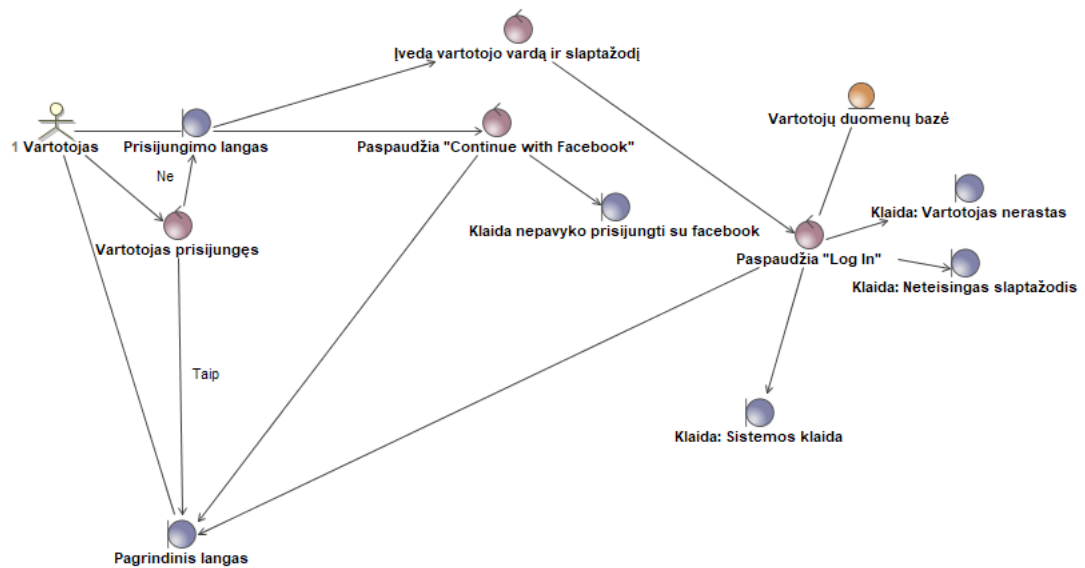 Įveda vartotojo vardą ir slaptažodį
Vartotojų duomenų bazė
1 Vartotojas
Prisijungimo langas
Paspaudžia "Continue with Facebook"
Ne
Klaida: Vartotojas nerastas
Klaida nepavyko prisijungti su facebook
Vartotojas prisijungęs
Paspaudžia "Log In"
Klaida: Neteisingas slaptažodis
Taip
Klaida: Sistemos klaida
Pagrindinis langas